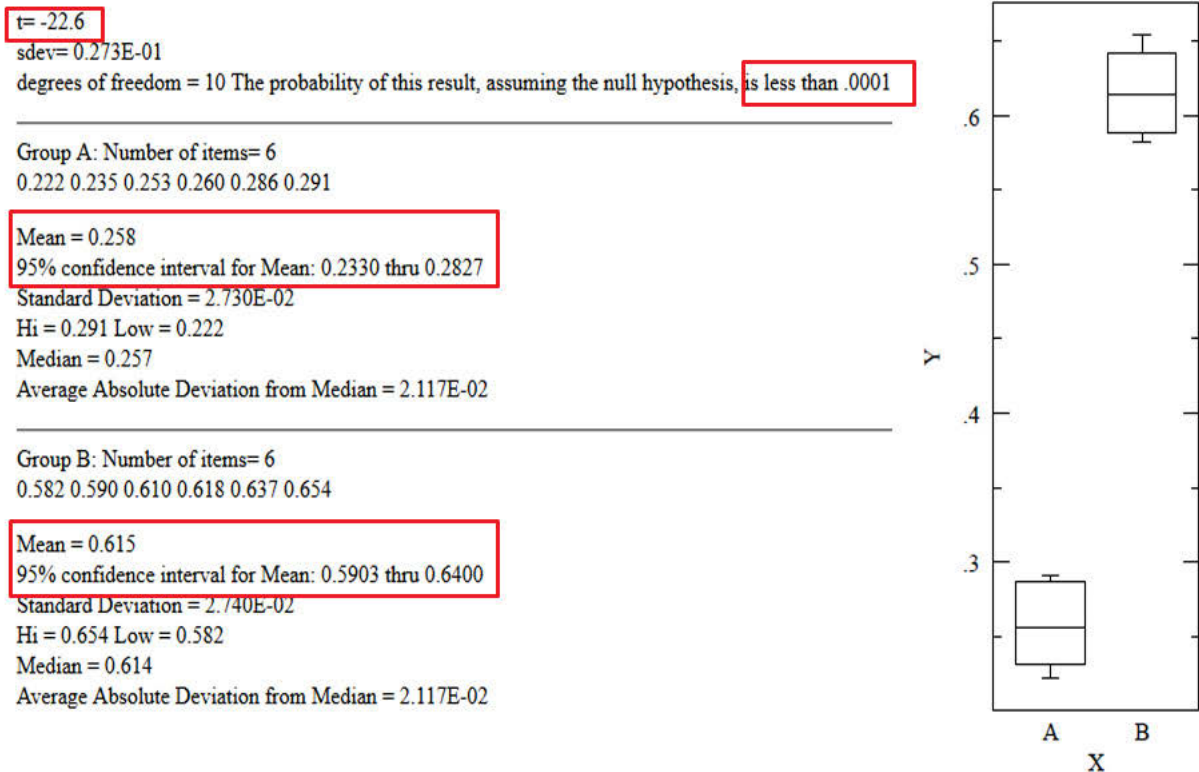 t= -22.6
sdev= 0.273E-01
degrees of freedom = 10 The probability of this result, assuming the null hypothesis, is less than .0001
Group A: Number of items= 6
0.222 0.235 0.253 0.260 0.286 0.291
Mean = 0.258
95% confidence interval for Mean: 0.2330 thru 0.2827
Standard Deviation = 2.730E-02
Hi = 0.291 Low = 0.222
Median = 0.257
Average Absolute Deviation from Median = 2.117E-02
Group B: Number of items= 6
0.582 0.590 0.610 0.618 0.637 0.654
Mean = 0.615
95% confidence interval for Mean: 0.5903 thru 0.6400
Standard Deviation = 2.740E-02
Hi = 0.654 Low = 0.582
Median = 0.614
Average Absolute Deviation from Median = 2.117E-02
.6
.5
.4
.3
Y
A B
X